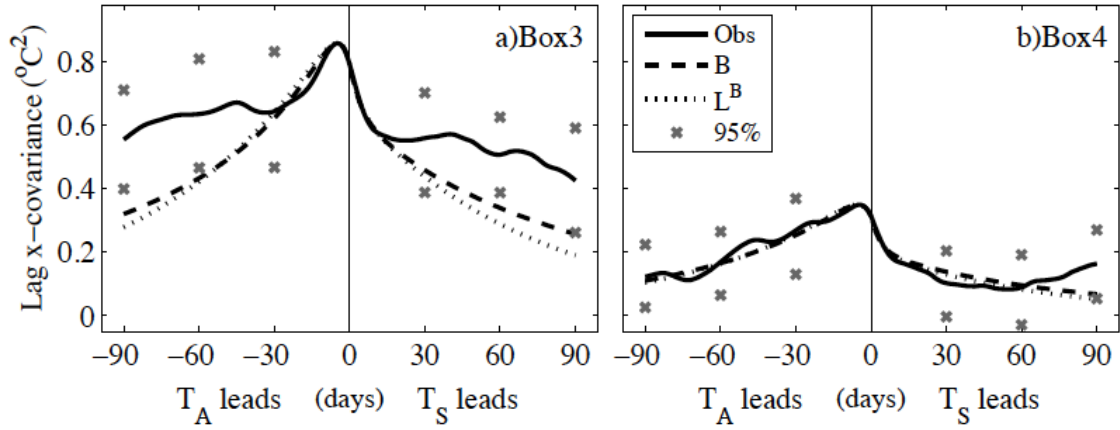 Lag x−covariance (°C²)
0.8
0.6
0.4
0.2
0
a)Box3
−90 −60 −30 0 30 60 90
T_A leads (days) T_S leads
b)Box4
Obs
B
L^B
95%
−90 −60 −30 0 30 60 90
T_A leads (days) T_S leads